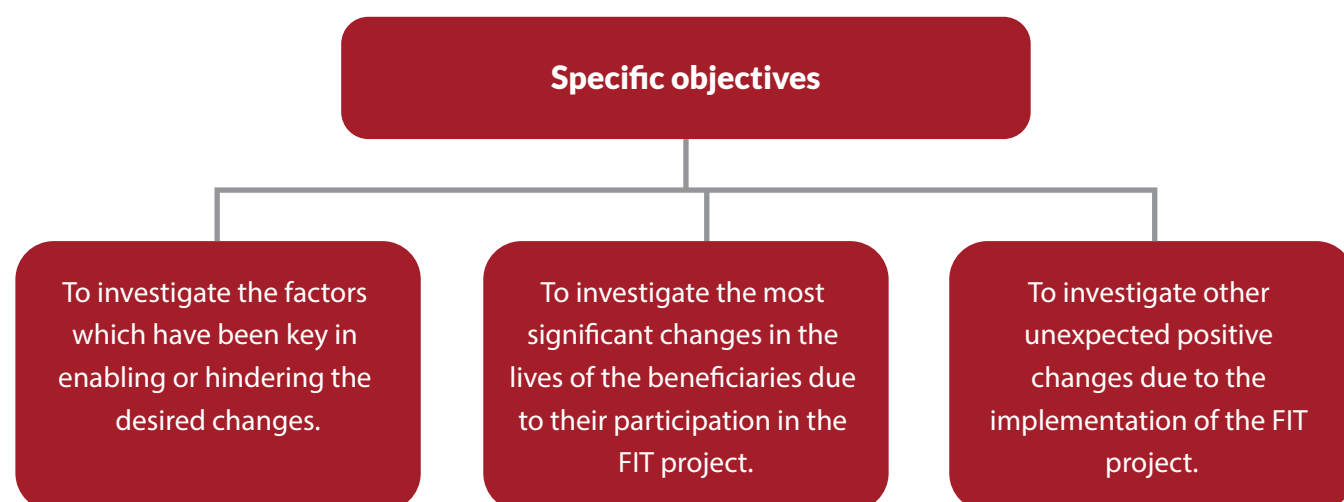 Specific objectives
To investigate the factors
which have been key in
enabling or hindering the
desired changes.
To investigate the most
significant changes in the
lives of the beneficiaries due
to their participation in the
FIT project.
To investigate other
unexpected positive
changes due to the
implementation of the FIT
project.